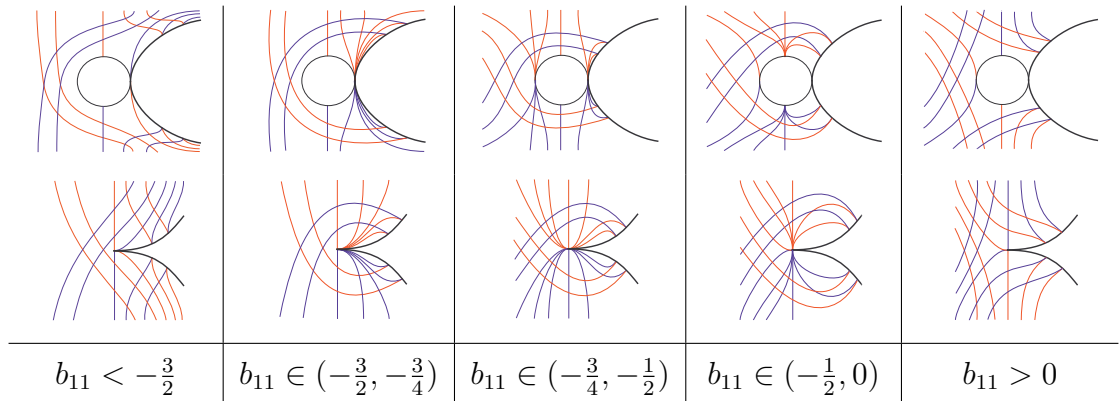 b₁₁ < −3/2 b₁₁ ∈ (−3/2, −3/4) b₁₁ ∈ (−3/4, −1/2) b₁₁ ∈ (−1/2, 0) b₁₁ > 0